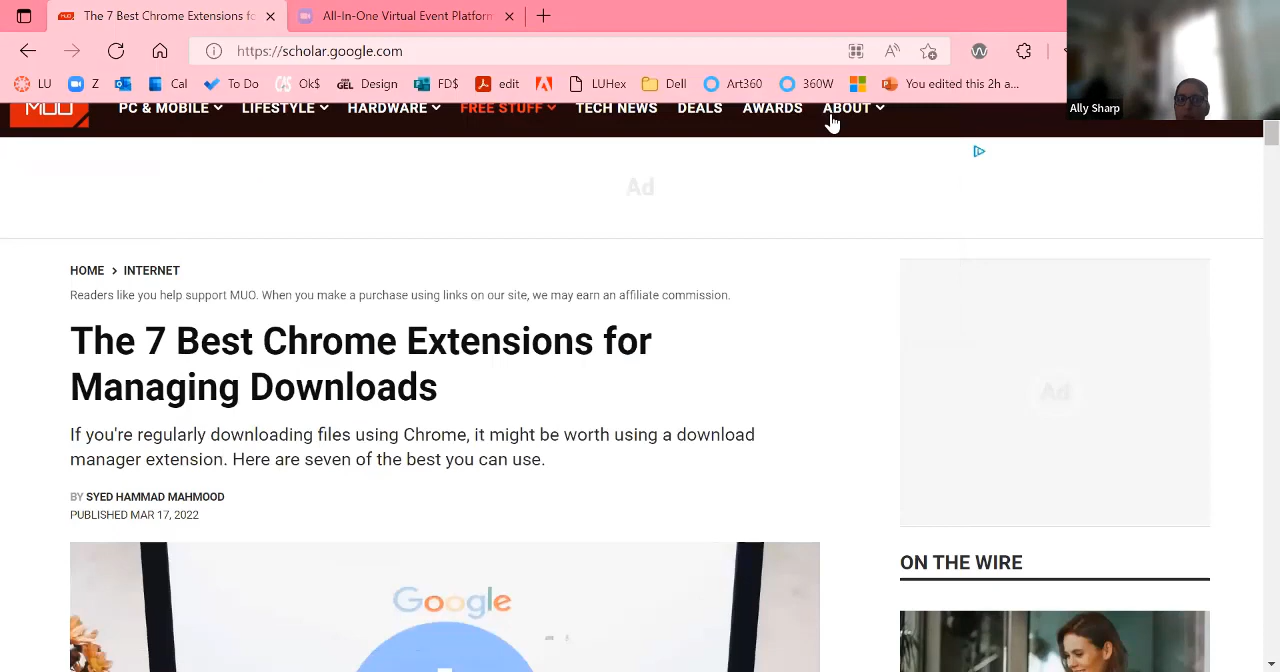 The 7 Best Chrome Extensions fo
All-In-One Virtual Event Platform
https://scholar.google.com
LU
Z
Cal
To Do
Ok$
GEL Design
FD$
edit
LUHex
Dell
Art360
360W
You edited this 2h a...
Ally Sharp
MUO
PC & MOBILE
LIFESTYLE
HARDWARE
FREE STUFF
TECH NEWS
DEALS
AWARDS
ABOUT
Ad
HOME > INTERNET
Readers like you help support MUO. When you make a purchase using links on our site, we may earn an affiliate commission.
The 7 Best Chrome Extensions for
Managing Downloads
If you're regularly downloading files using Chrome, it might be worth using a download
manager extension. Here are seven of the best you can use.
BY SYED HAMMAD MAHMOOD
PUBLISHED MAR 17, 2022
Google
Ad
ON THE WIRE